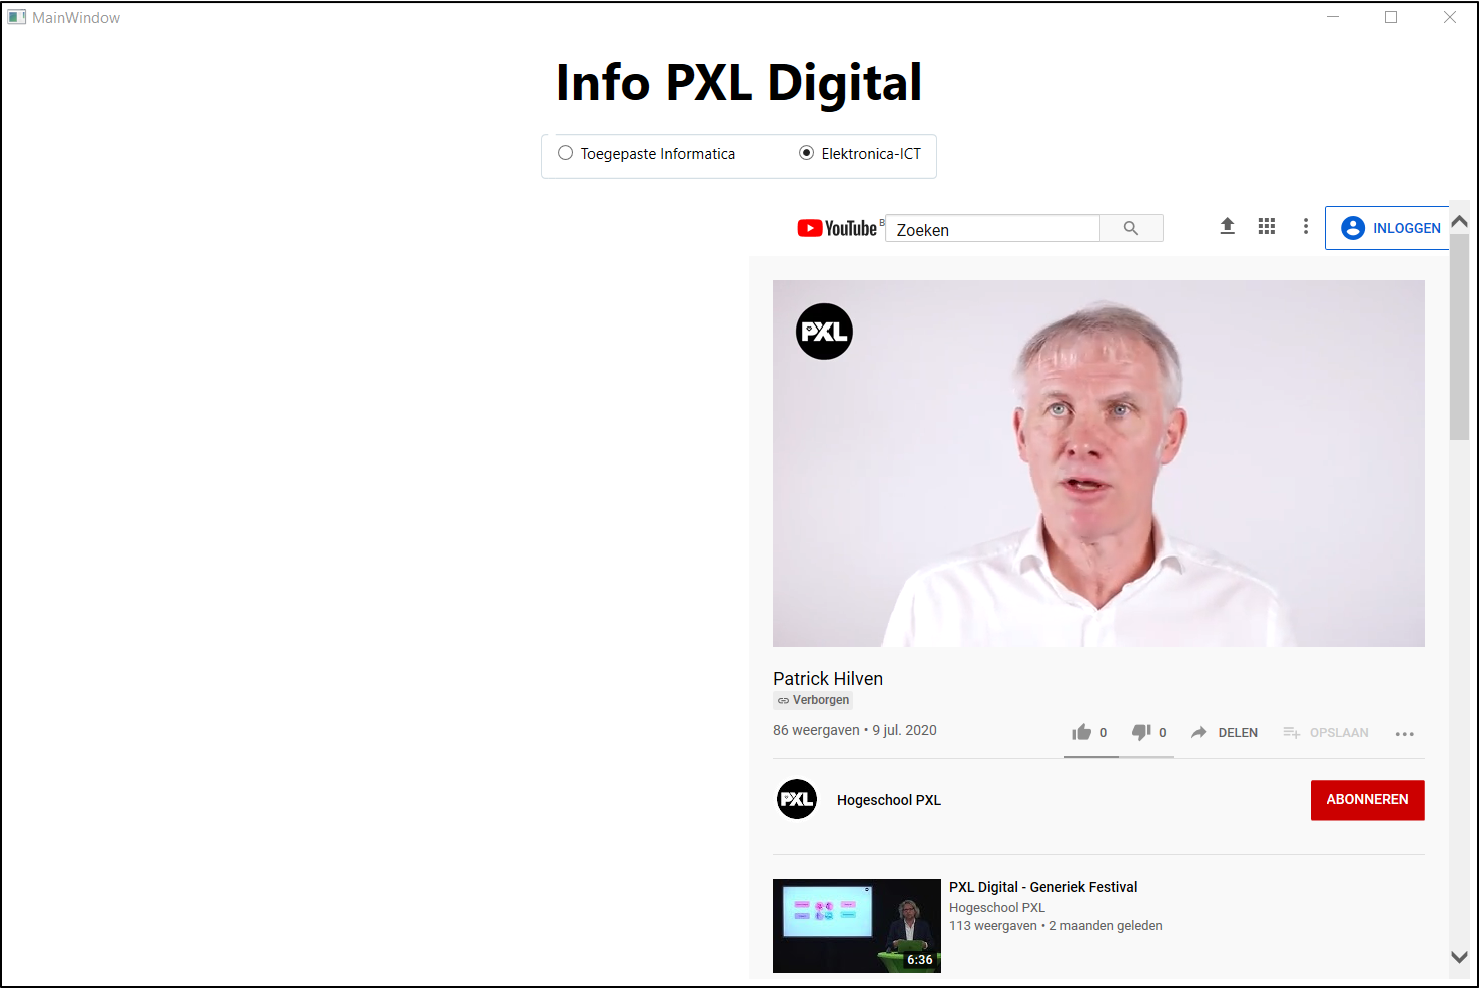 MainWindow
Info PXL Digital
Toegepaste Informatica
Elektronica-ICT
YouTube
Zoeken
INLOGGEN
PXL
Patrick Hilven
Verborgen
86 weergaven • 9 jul. 2020
0
0
DELEN
OPSLAAN
PXL
Hogeschool PXL
ABONNEREN
PXL Digital - Generiek Festival
Hogeschool PXL
113 weergaven • 2 maanden geleden
6:36